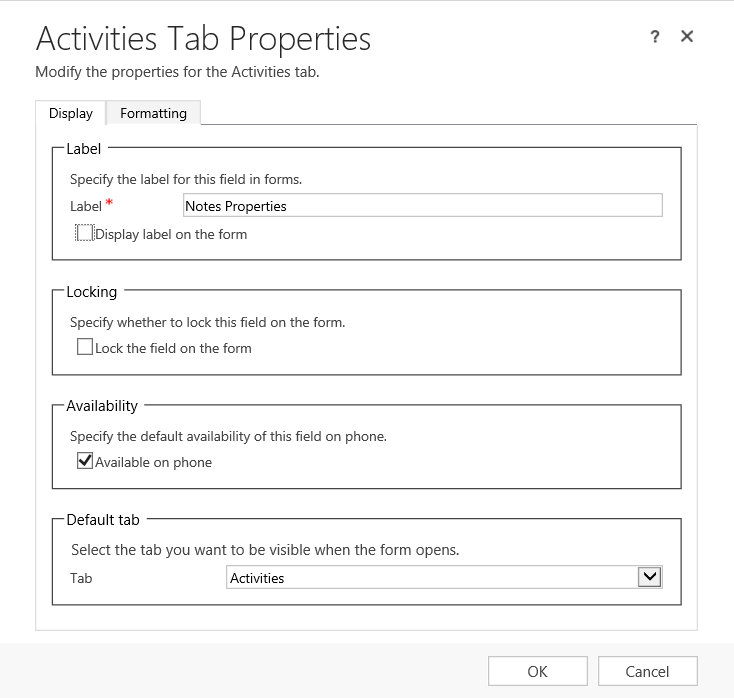 Activities Tab Properties
? ✕
Modify the properties for the Activities tab.
Display Formatting
Label
Specify the label for this field in forms.
Label * Notes Properties
Display label on the form
Locking
Specify whether to lock this field on the form.
Lock the field on the form
Availability
Specify the default availability of this field on phone.
Available on phone
Default tab
Select the tab you want to be visible when the form opens.
Tab Activities
OK Cancel